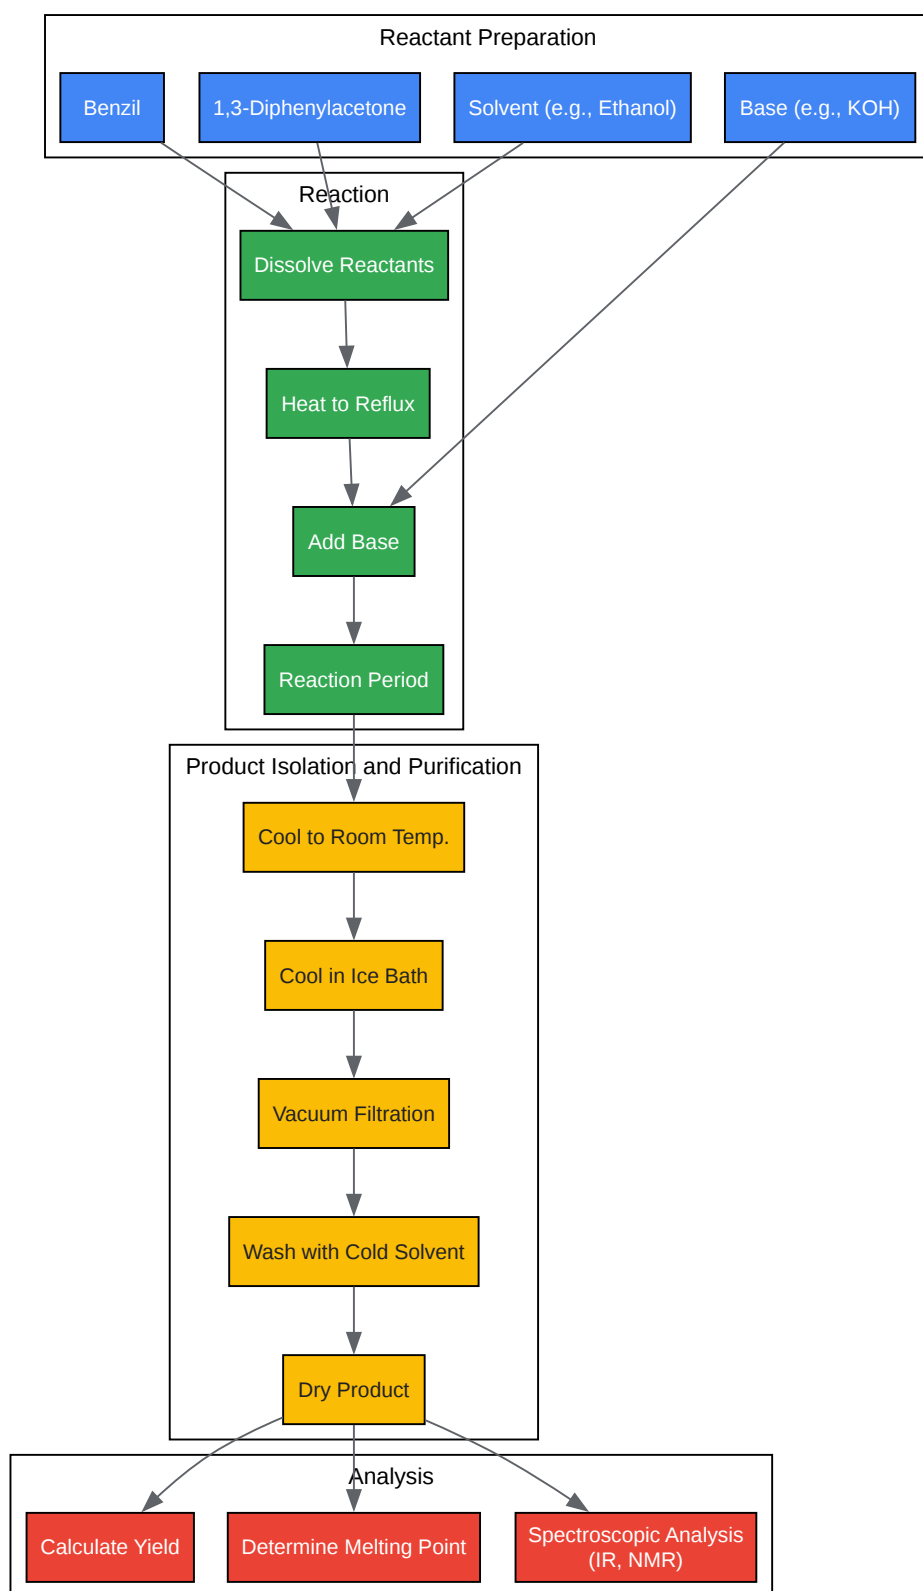 Reactant Preparation
Benzil
1,3-Diphenylacetone
Solvent (e.g., Ethanol)
Base (e.g., KOH)
Reaction
Dissolve Reactants
Heat to Reflux
Add Base
Reaction Period
Product Isolation and Purification
Cool to Room Temp.
Cool in Ice Bath
Vacuum Filtration
Wash with Cold Solvent
Dry Product
Analysis
Calculate Yield
Determine Melting Point
Spectroscopic Analysis
(IR, NMR)